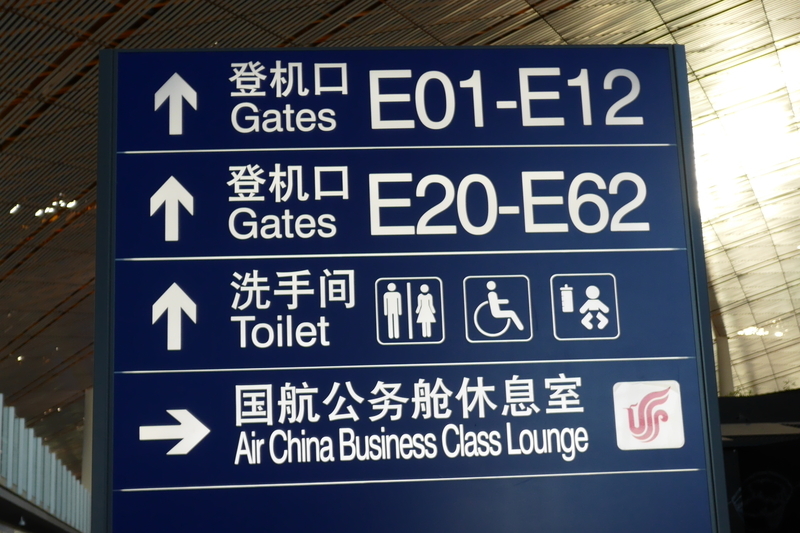 登机口 E01-E12
Gates
登机口 E20-E62
Gates
洗手间
Toilet
国航公务舱休息室
Air China Business Class Lounge